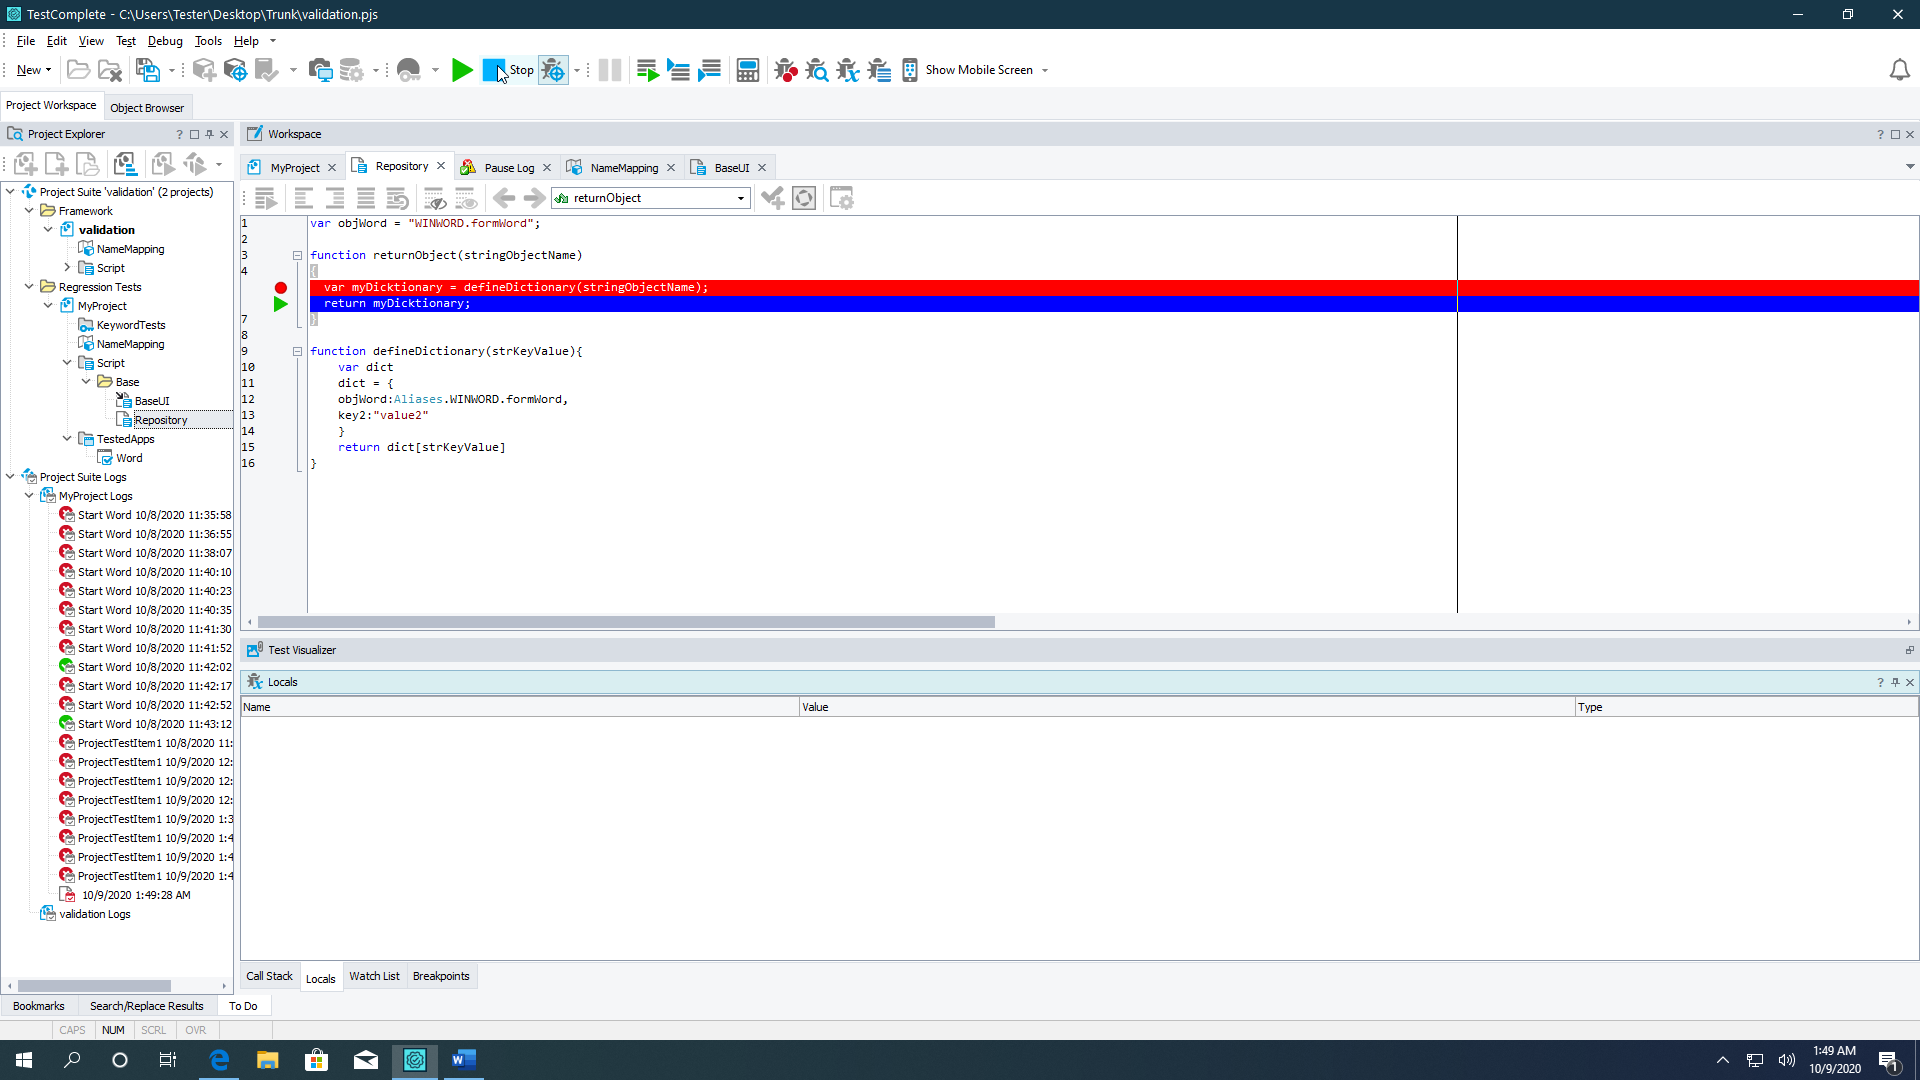 TestComplete - C:\Users\Tester\Desktop\Trunk\validation.pjs
File Edit View Test Debug Tools Help
New Stop Show Mobile Screen
Project Workspace Object Browser
Project Explorer ?
Workspace ?
MyProject Repository Pause Log NameMapping BaseUI
returnObject
Project Suite 'validation' (2 projects)
Framework
validation
NameMapping
Script
Regression Tests
MyProject
KeywordTests
NameMapping
Script
Base
BaseUI
Repository
TestedApps
Word
Project Suite Logs
MyProject Logs
Start Word 10/8/2020 11:35:58
Start Word 10/8/2020 11:36:55
Start Word 10/8/2020 11:38:07
Start Word 10/8/2020 11:40:10
Start Word 10/8/2020 11:40:23
Start Word 10/8/2020 11:40:35
Start Word 10/8/2020 11:41:30
Start Word 10/8/2020 11:41:52
Start Word 10/8/2020 11:42:02
Start Word 10/8/2020 11:42:17
Start Word 10/8/2020 11:42:52
Start Word 10/8/2020 11:43:12
ProjectTestItem1 10/8/2020 11:
ProjectTestItem1 10/9/2020 12:
ProjectTestItem1 10/9/2020 12:
ProjectTestItem1 10/9/2020 12:
ProjectTestItem1 10/9/2020 1:3
ProjectTestItem1 10/9/2020 1:4
ProjectTestItem1 10/9/2020 1:4
ProjectTestItem1 10/9/2020 1:4
10/9/2020 1:49:28 AM
validation Logs
1 var objWord = "WINWORD.formWord";
2
3 function returnObject(stringObjectName)
4 {
var myDicktionary = defineDictionary(stringObjectName);
return myDicktionary;
7 }
8
9 function defineDictionary(strKeyValue){
10 var dict
11 dict = {
12 objWord:Aliases.WINWORD.formWord,
13 key2:"value2"
14 }
15 return dict[strKeyValue]
16 }
Test Visualizer
Locals ?
Name Value Type
Call Stack Locals Watch List Breakpoints
Bookmarks Search/Replace Results To Do
CAPS NUM SCRL OVR
1:49 AM
10/9/2020
1